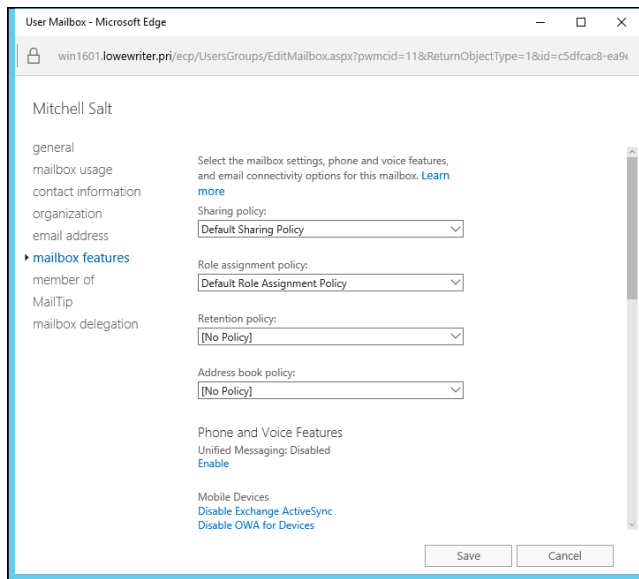 User Mailbox - Microsoft Edge
win1601.lowewriter.pri/ecp/UsersGroups/EditMailbox.aspx?pwmcid=11&ReturnObjectType=1&id=c5dfcac8-ea9e
Mitchell Salt
general
mailbox usage
contact information
organization
email address
mailbox features
member of
MailTip
mailbox delegation
Select the mailbox settings, phone and voice features,
and email connectivity options for this mailbox. Learn
more
Sharing policy:
Default Sharing Policy
Role assignment policy:
Default Role Assignment Policy
Retention policy:
[No Policy]
Address book policy:
[No Policy]
Phone and Voice Features
Unified Messaging: Disabled
Enable
Mobile Devices
Disable Exchange ActiveSync
Disable OWA for Devices
Save
Cancel